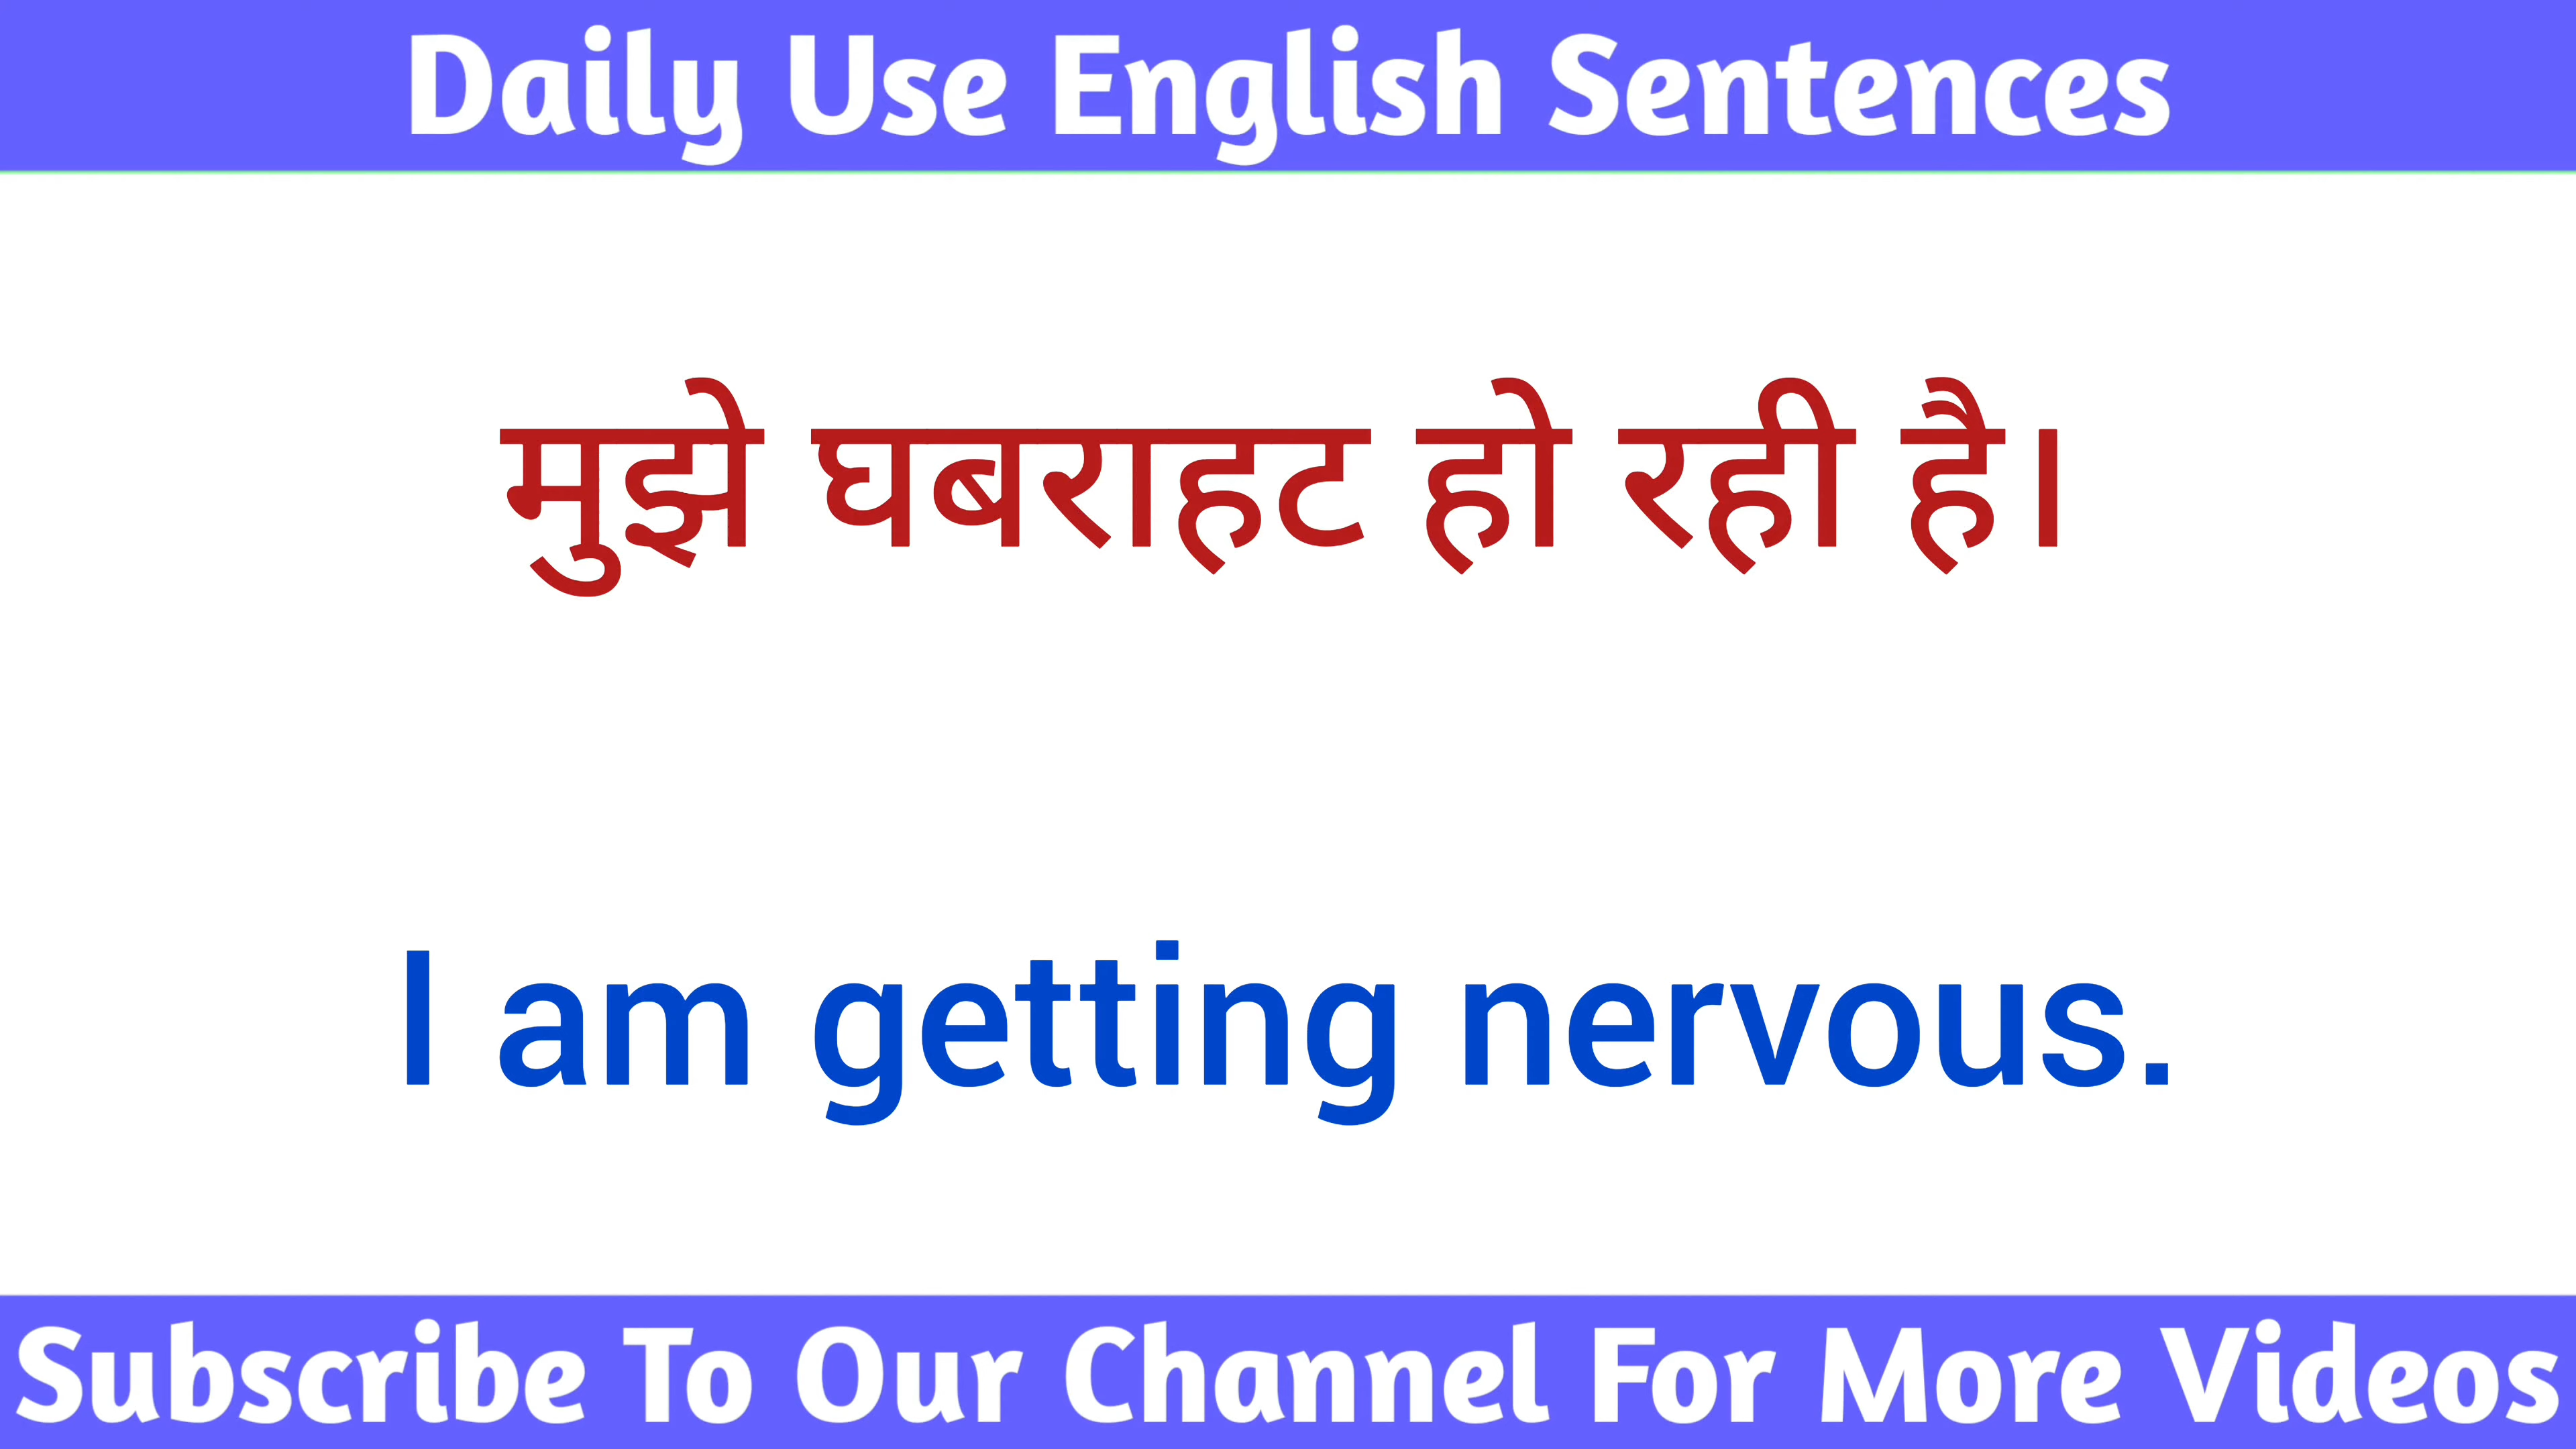 Daily Use English Sentences
मुझे घबराहट हो रही है।
I am getting nervous.
Subscribe To Our Channel For More Videos